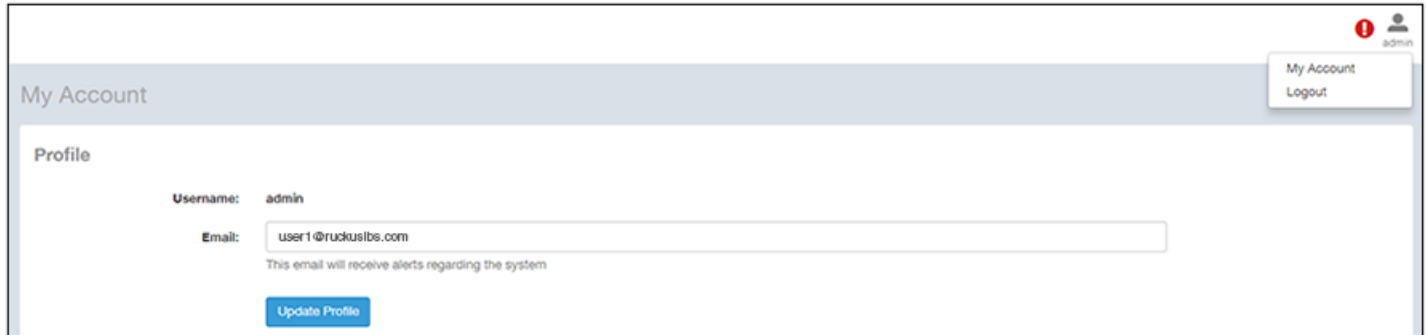 admin
My Account
Logout
My Account
Profile
Username: admin
Email: user1@ruckuslbs.com
This email will receive alerts regarding the system
Update Profile